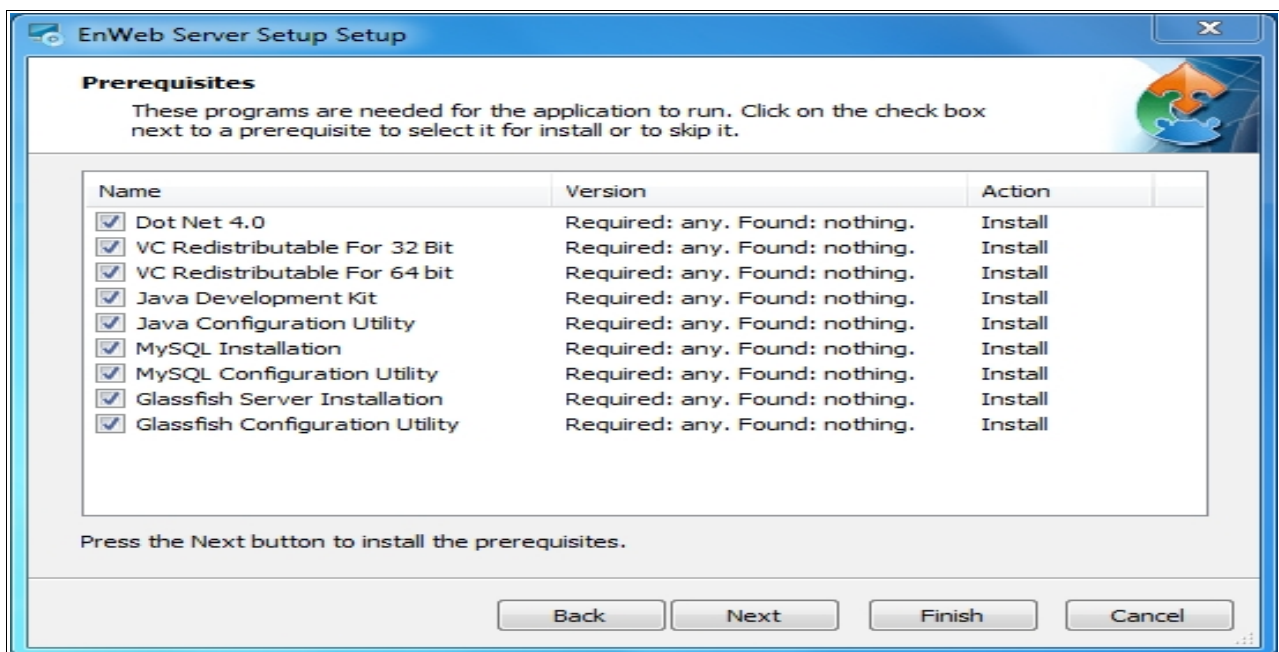 EnWeb Server Setup Setup
Prerequisites
These programs are needed for the application to run. Click on the check box
next to a prerequisite to select it for install or to skip it.
Name Version Action
Dot Net 4.0 Required: any. Found: nothing. Install
VC Redistributable For 32 Bit Required: any. Found: nothing. Install
VC Redistributable For 64 bit Required: any. Found: nothing. Install
Java Development Kit Required: any. Found: nothing. Install
Java Configuration Utility Required: any. Found: nothing. Install
MySQL Installation Required: any. Found: nothing. Install
MySQL Configuration Utility Required: any. Found: nothing. Install
Glassfish Server Installation Required: any. Found: nothing. Install
Glassfish Configuration Utility Required: any. Found: nothing. Install
Press the Next button to install the prerequisites.
Back Next Finish Cancel